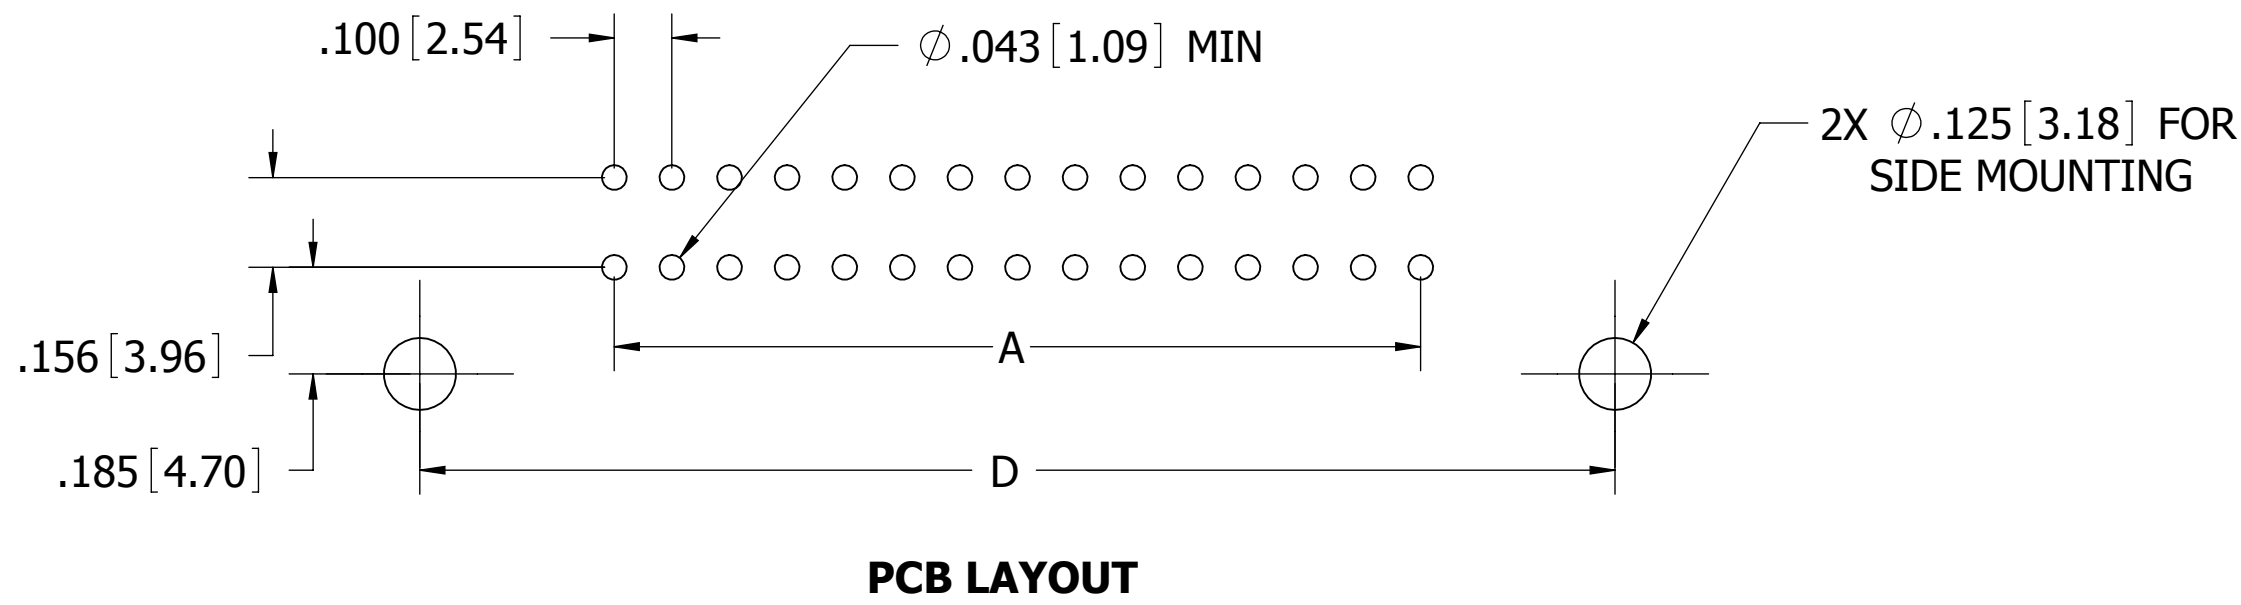 .100[2.54]
⌀.043[1.09] MIN
2X ⌀.125[3.18] FOR
SIDE MOUNTING
.156[3.96]
A
.185[4.70]
D
PCB LAYOUT